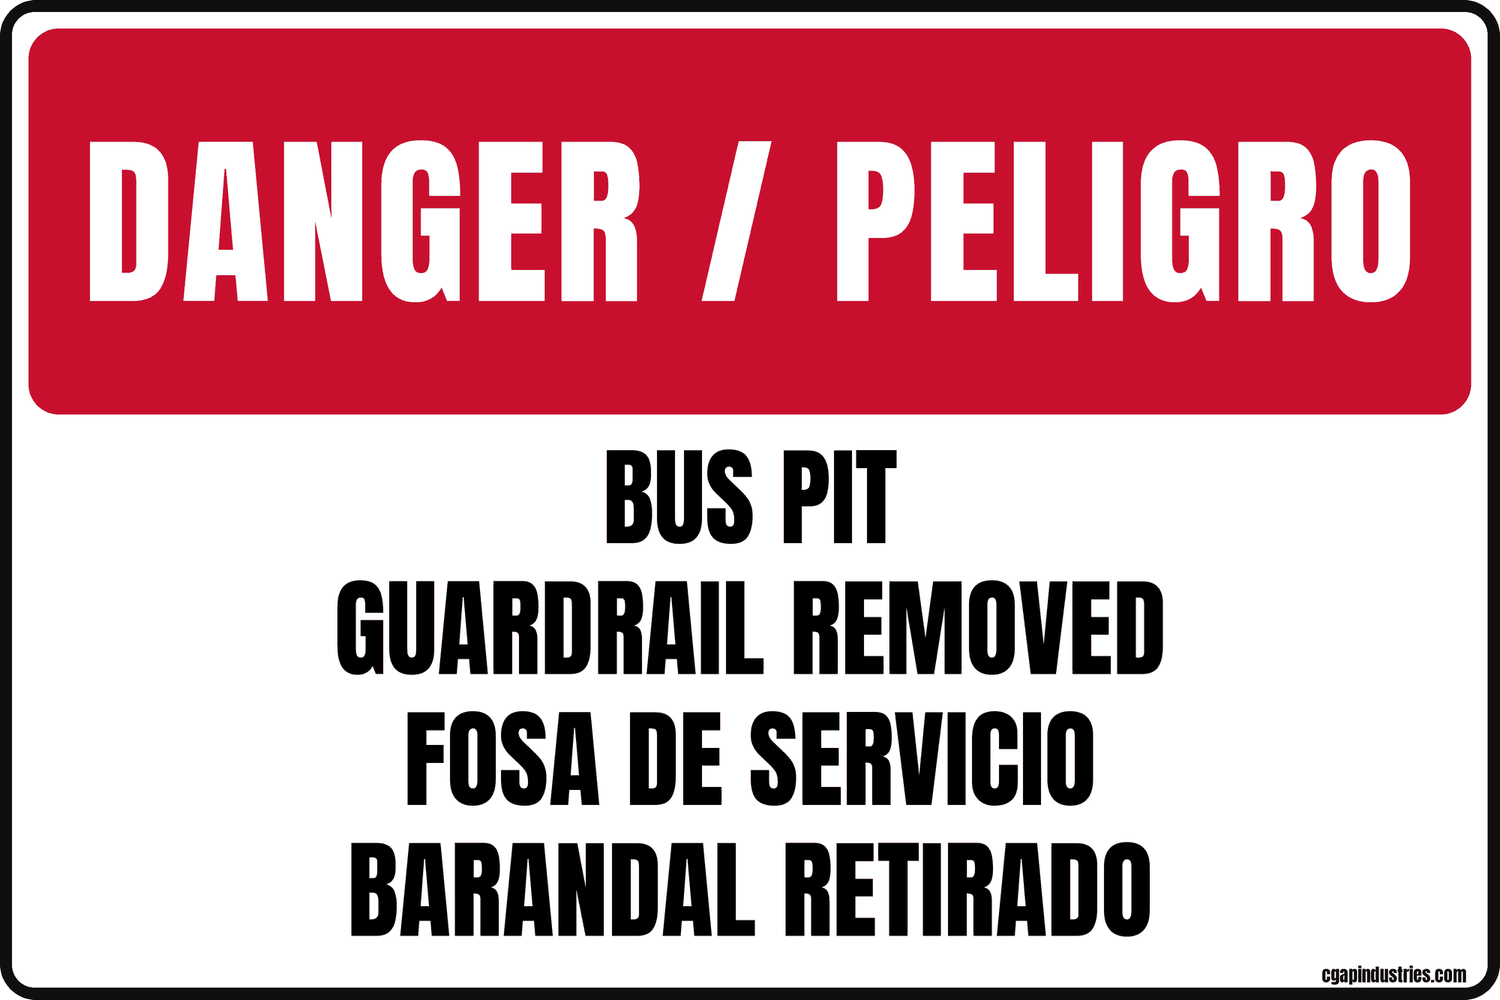 DANGER / PELIGRO
BUS PIT
GUARDRAIL REMOVED
FOSA DE SERVICIO
BARANDAL RETIRADO
cgapindustries.com